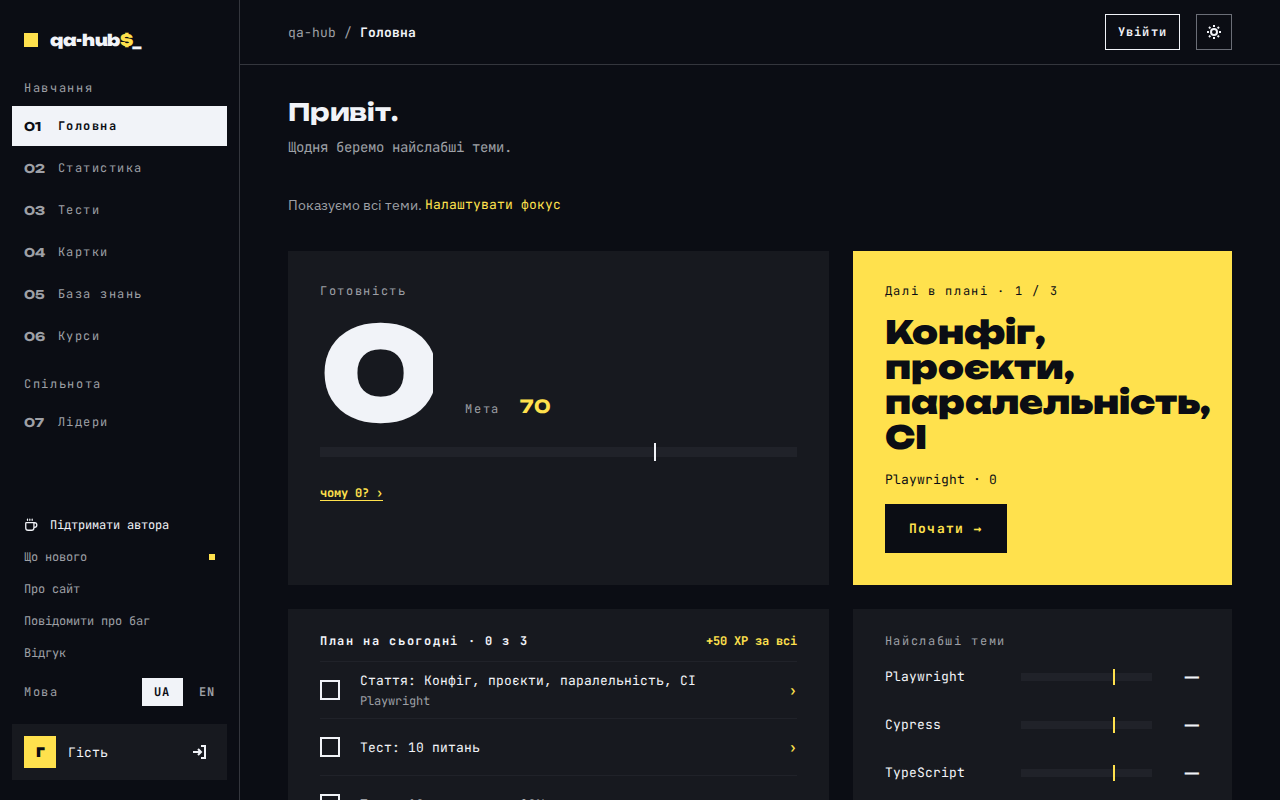 qa·hub$_
Навчання
01 Головна
02 Статистика
03 Тести
04 Картки
05 База знань
06 Курси
Спільнота
07 Лідери
Підтримати автора
Що нового
Про сайт
Повідомити про баг
Відгук
Мова UA EN
Г Гість
qa-hub / Головна
Увійти
Привіт.
Щодня беремо найслабші теми.
Показуємо всі теми. Налаштувати фокус
Готовність
0 Мета 70
чому 0? ›
Далі в плані · 1 / 3
Конфіг,
проєкти,
паралельність,
CI
Playwright · 0
Почати →
План на сьогодні · 0 з 3 +50 XP за всі
Стаття: Конфіг, проєкти, паралельність, CI ›
Playwright
Тест: 10 питань ›
Найслабші теми
Playwright —
Cypress —
TypeScript —